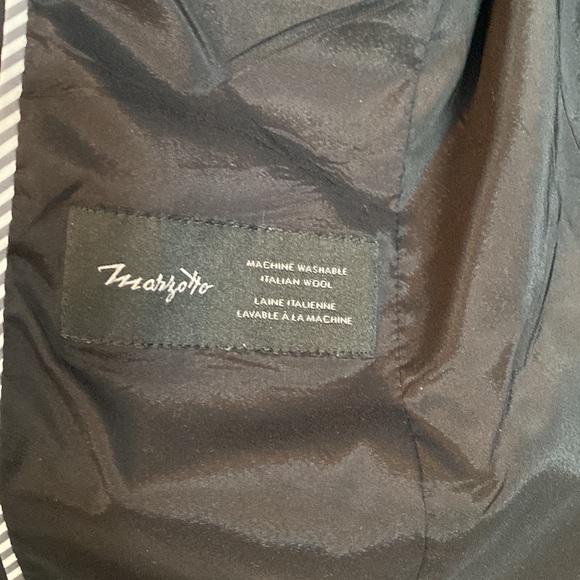 Marzotto
MACHINE WASHABLE
ITALIAN WOOL
LAINE ITALIENNE
LAVABLE À LA MACHINE